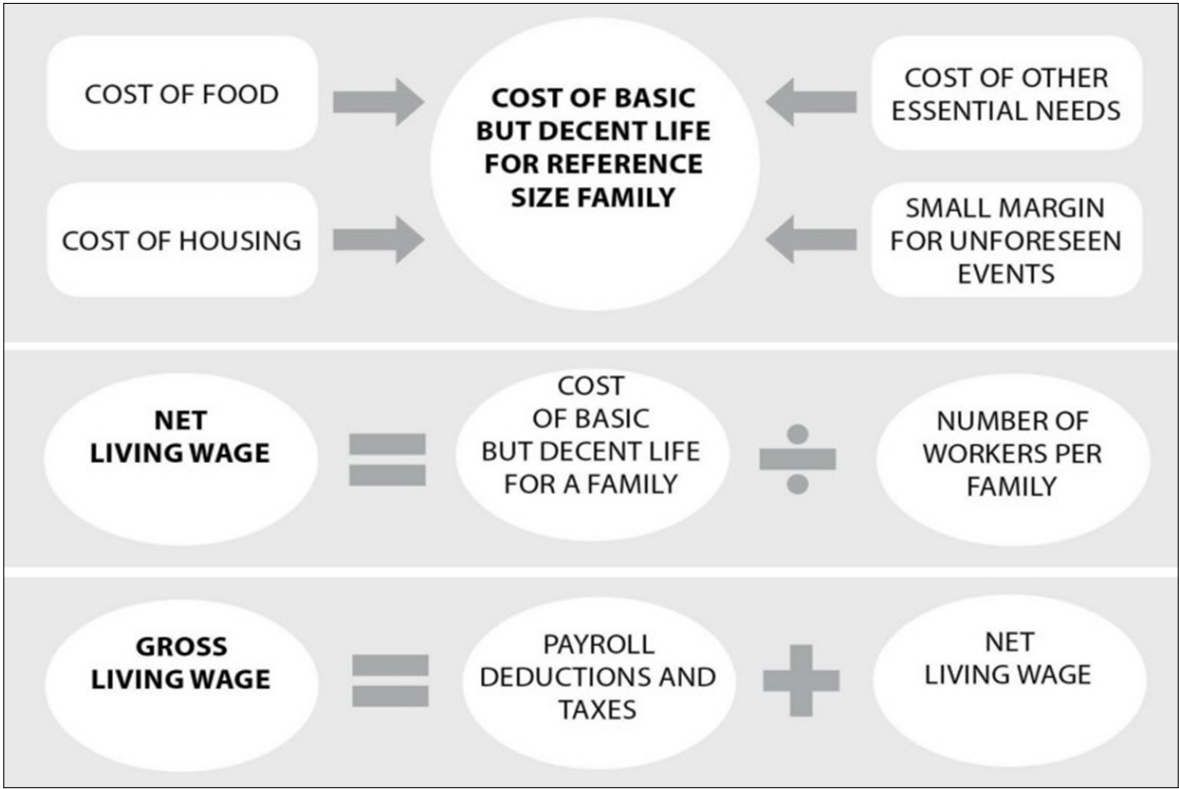 COST OF FOOD
COST OF HOUSING
COST OF BASIC
BUT DECENT LIFE
FOR REFERENCE
SIZE FAMILY
COST OF OTHER
ESSENTIAL NEEDS
SMALL MARGIN
FOR UNFORESEEN
EVENTS
NET
LIVING WAGE
COST
OF BASIC
BUT DECENT LIFE
FOR A FAMILY
NUMBER OF
WORKERS PER
FAMILY
GROSS
LIVING WAGE
PAYROLL
DEDUCTIONS AND
TAXES
NET
LIVING WAGE